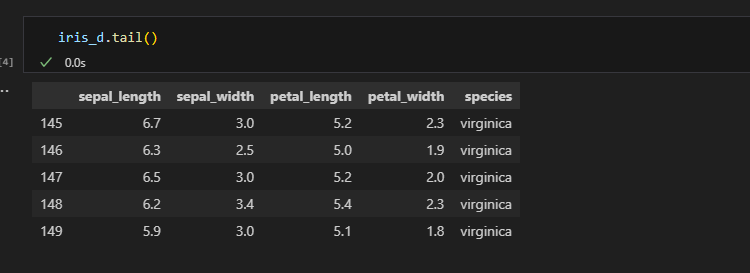 iris_d.tail()
[4]
0.0s
sepal_length sepal_width petal_length petal_width species
145 6.7 3.0 5.2 2.3 virginica
146 6.3 2.5 5.0 1.9 virginica
147 6.5 3.0 5.2 2.0 virginica
148 6.2 3.4 5.4 2.3 virginica
149 5.9 3.0 5.1 1.8 virginica